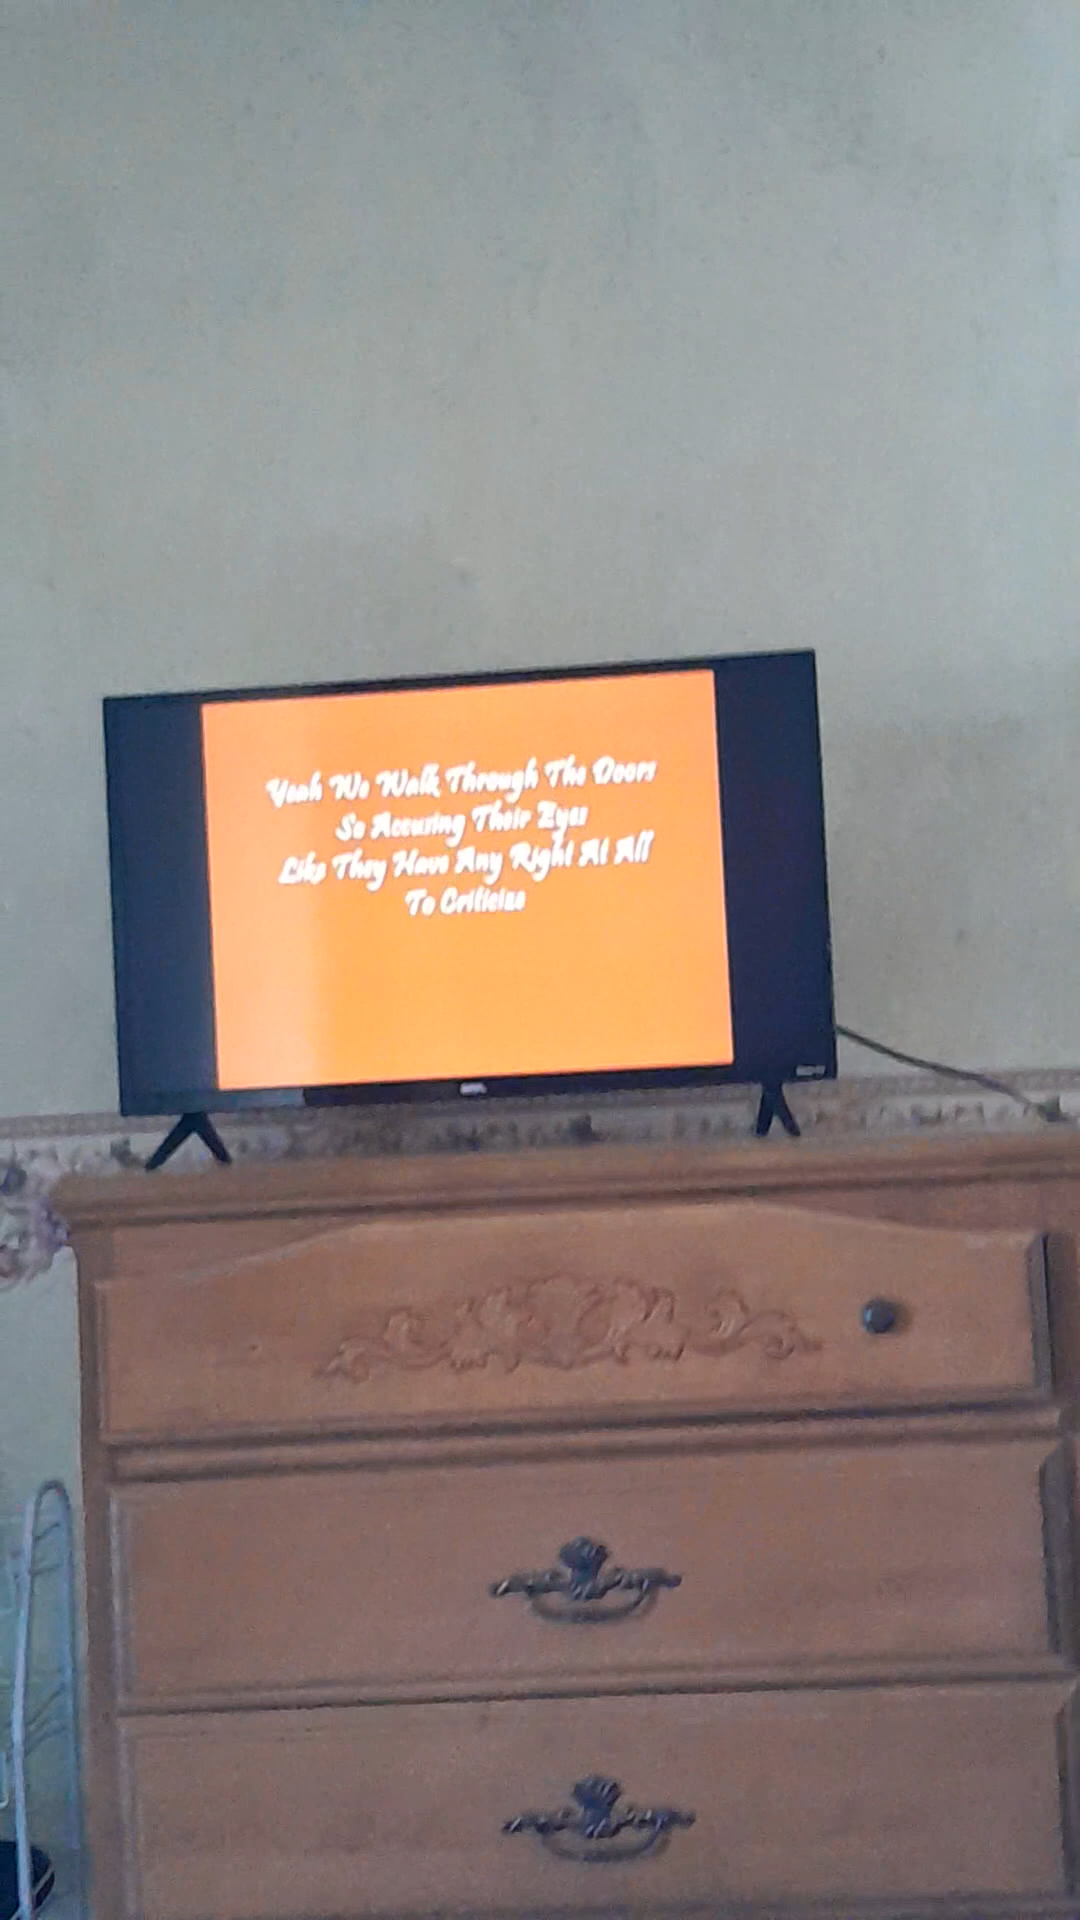 Yeah We Walk Through The Doors
So Accusing Their Eyes
Like They Have Any Right At All
To Criticize